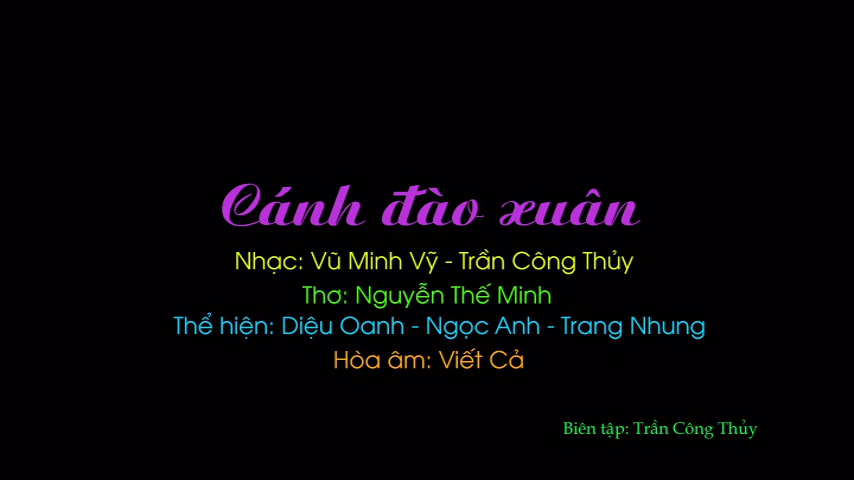 Cánh đào xuân
Nhạc: Vũ Minh Vỹ - Trần Công Thủy
Thơ: Nguyễn Thế Minh
Thể hiện: Diệu Oanh - Ngọc Anh - Trang Nhung
Hòa âm: Viết Cả
Biên tập: Trần Công Thủy